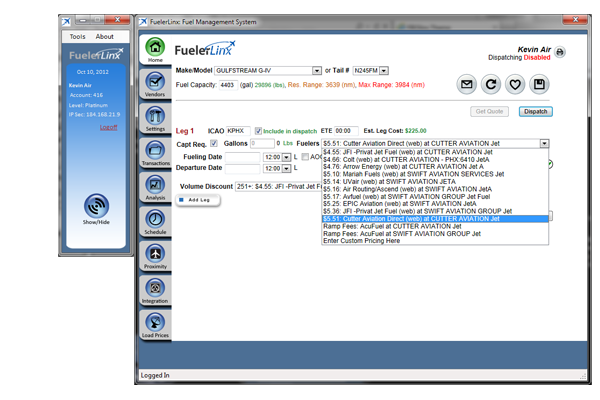 Tools About
FuelerLinx
Oct 10, 2012
Kevin Air
Account: 416
Level: Platinum
IP Sec: 184.168.21.9
Logoff
Show/Hide
FuelerLinx: Fuel Management System
Home
Vendors
Settings
Transactions
Analysis
Schedule
Proximity
Integration
Load Prices
FuelerLinx
Kevin Air
Dispatching Disabled
Make/Model GULFSTREAM G-IV or Tail # N245FM
Fuel Capacity: 4403 (gal) 29896 (lbs), Res. Range: 3639 (nm) Max Range: 3984 (nm)
Get Quote Dispatch
Leg 1 ICAO KPHX Include in dispatch ETE 00:00 Est. Leg Cost: $225.00
Capt Req. Gallons 0 0 Lbs Fuelers $5.51: Cutter Aviation Direct (web) at CUTTER AVIATION Jet
Fueling Date 12:00 L AOG
Departure Date 12:00 L
Volume Discount 251+: $4.55: JFI -Privat Jet F
Add Leg
$4.55: JFI -Privat Jet Fuel (web) at CUTTER AVIATION Jet
$4.66: Colt (web) at CUTTER AVIATION - PHX:6410 JetA
$4.76: Arrow Energy (web) at CUTTER AVIATION Jet A
$5.10: Mariah Fuels (web) at SWIFT AVIATION SERVICES Jet
$5.14: UVair (web) at SWIFT AVIATION JETA
$5.16: Air Routing/Ascend (web) at SWIFT AVIATION JetA
$5.17: Avfuel (web) at SWIFT AVIATION GROUP Jet Fuel
$5.25: EPIC Aviation (web) at SWIFT AVIATION JetA
$5.36: JFI -Privat Jet Fuel (web) at SWIFT AVIATION GROUP Jet
$5.51: Cutter Aviation Direct (web) at CUTTER AVIATION Jet
Ramp Fees: AcuFuel at CUTTER AVIATION Jet
Ramp Fees: AcuFuel at SWIFT AVIATION GROUP Jet
Enter Custom Pricing Here
Logged In